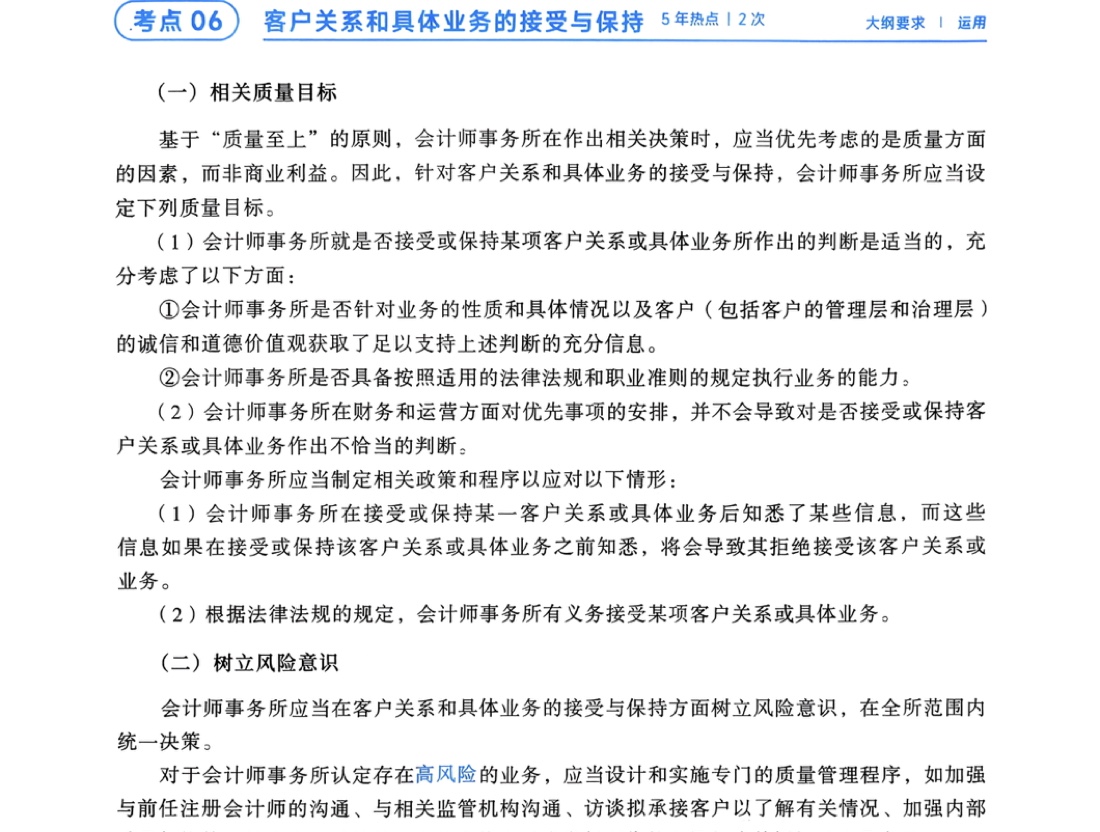 考点 06 客户关系和具体业务的接受与保持 5年热点|2次 大纲要求 | 运用
（一）相关质量目标
基于“质量至上”的原则，会计师事务所在作出相关决策时，应当优先考虑的是质量方面
的因素，而非商业利益。因此，针对客户关系和具体业务的接受与保持，会计师事务所应当设
定下列质量目标。
（1）会计师事务所就是否接受或保持某项客户关系或具体业务所作出的判断是适当的，充
分考虑了以下方面：
①会计师事务所是否针对业务的性质和具体情况以及客户（包括客户的管理层和治理层）
的诚信和道德价值观获取了足以支持上述判断的充分信息。
②会计师事务所是否具备按照适用的法律法规和职业准则的规定执行业务的能力。
（2）会计师事务所在财务和运营方面对优先事项的安排，并不会导致对是否接受或保持客
户关系或具体业务作出不恰当的判断。
会计师事务所应当制定相关政策和程序以应对以下情形：
（1）会计师事务所在接受或保持某一客户关系或具体业务后知悉了某些信息，而这些
信息如果在接受或保持该客户关系或具体业务之前知悉，将会导致其拒绝接受该客户关系或
业务。
（2）根据法律法规的规定，会计师事务所有义务接受某项客户关系或具体业务。
（二）树立风险意识
会计师事务所应当在客户关系和具体业务的接受与保持方面树立风险意识，在全所范围内
统一决策。
对于会计师事务所认定存在高风险的业务，应当设计和实施专门的质量管理程序，如加强
与前任注册会计师的沟通、与相关监管机构沟通、访谈拟承接客户以了解有关情况、加强内部